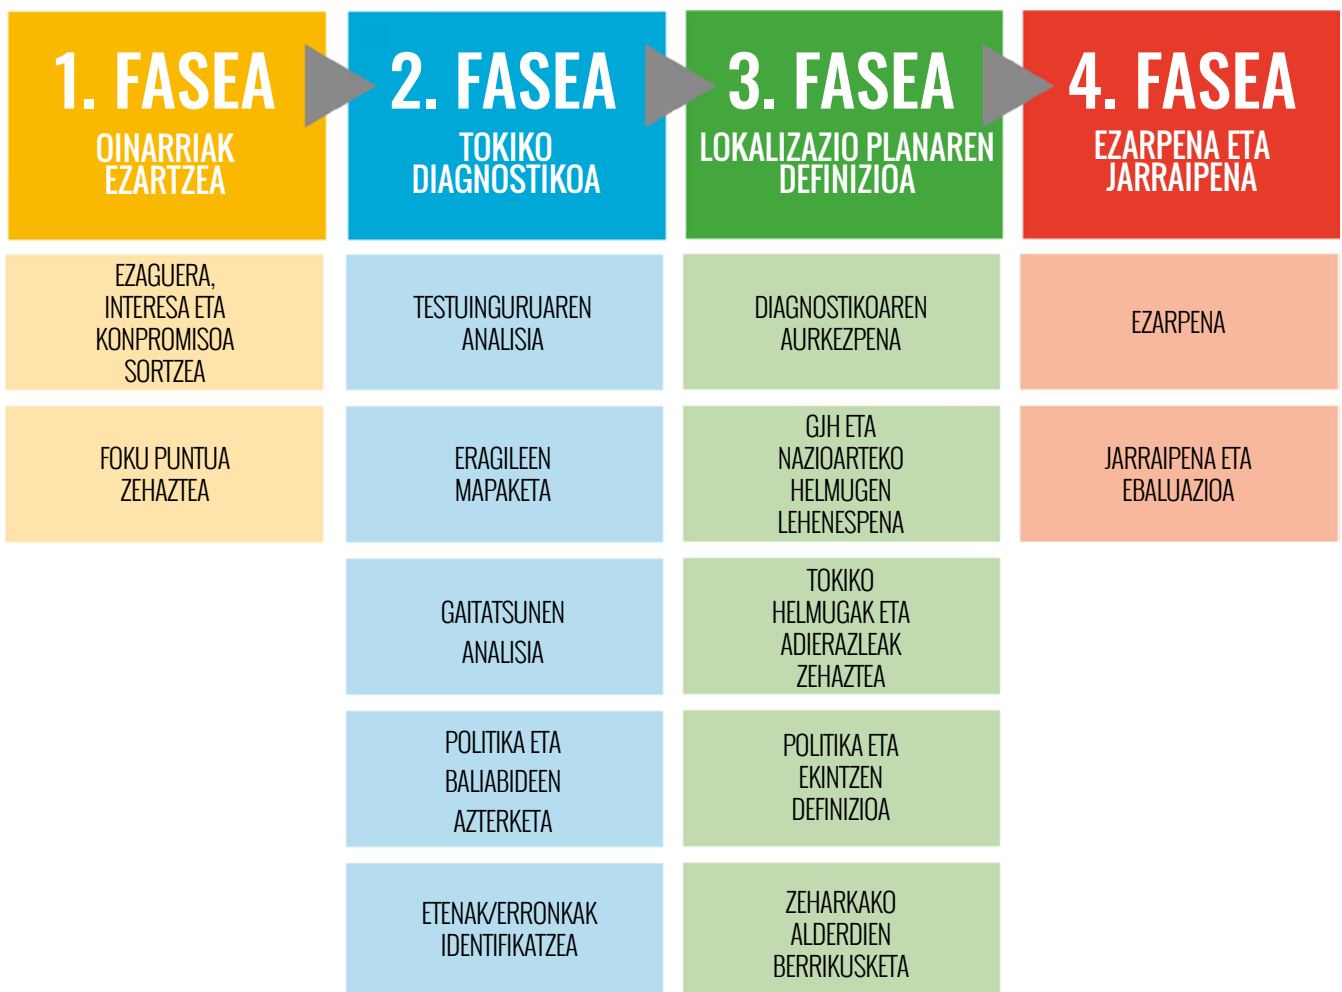 1. FASEA
OINARRIAK
EZARTZEA
EZAGUERA,
INTERESA ETA
KONPROMISOA
SORTZEA
FOKU PUNTUA
ZEHAZTEA
2. FASEA
TOKIKO
DIAGNOSTIKOA
TESTUINGURUAREN
ANALISIA
ERAGILEEN
MAPAKETA
GAITATSUNEN
ANALISIA
POLITIKA ETA
BALIABIDEEN
AZTERKETA
ETENAK/ERRONKAK
IDENTIFIKATZEA
3. FASEA
LOKALIZAZIO PLANAREN
DEFINIZIOA
DIAGNOSTIKOAREN
AURKEZPENA
GJH ETA
NAZIOARTEKO
HELMUGEN
LEHENESPENA
TOKIKO
HELMUGAK ETA
ADIERAZLEAK
ZEHAZTEA
POLITIKA ETA
EKINTZEN
DEFINIZIOA
ZEHARKAKO
ALDERDIEN
BERRIKUSKETA
4. FASEA
EZARPENA ETA
JARRAIPENA
EZARPENA
JARRAIPENA ETA
EBALUAZIOA